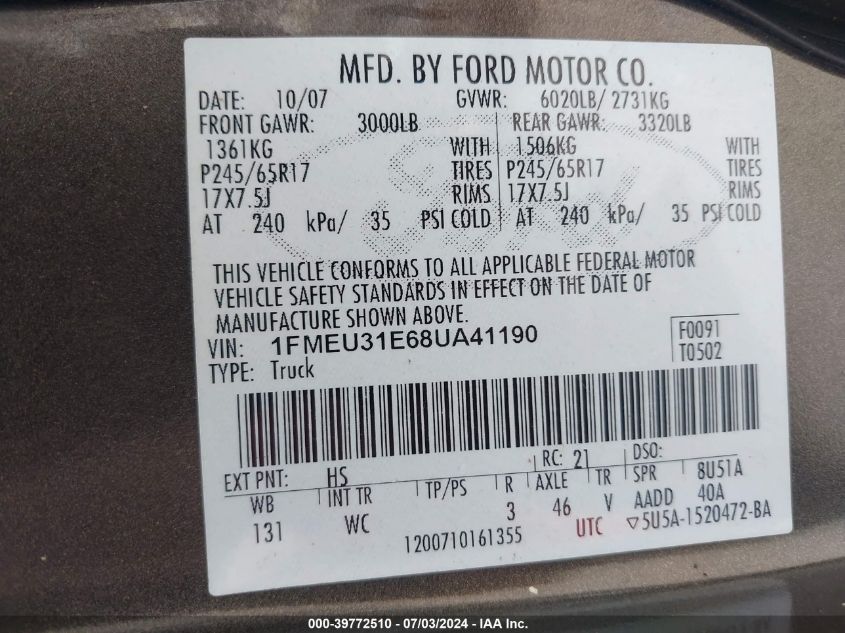 MFD. BY FORD MOTOR CO.
DATE: 10/07 GVWR: 6020LB/ 2731KG
FRONT GAWR: 3000LB REAR GAWR: 3320LB
1361KG WITH 1506KG WITH
P245/65R17 TIRES P245/65R17 TIRES
17X7.5J RIMS 17X7.5J RIMS
AT 240 kPa/ 35 PSI COLD AT 240 kPa/ 35 PSI COLD
THIS VEHICLE CONFORMS TO ALL APPLICABLE FEDERAL MOTOR
VEHICLE SAFETY STANDARDS IN EFFECT ON THE DATE OF
MANUFACTURE SHOWN ABOVE.
VIN: 1FMEU31E68UA41190 F0091
TYPE: Truck T0502
EXT PNT: HS RC: 21 DSO:
WB INT TR TP/PS R AXLE TR SPR 8U51A
131 WC 3 46 V AADD 40A
1200710161355 UTC ▽5U5A-1520472-BA
000-39772510 - 07/03/2024 - IAA Inc.